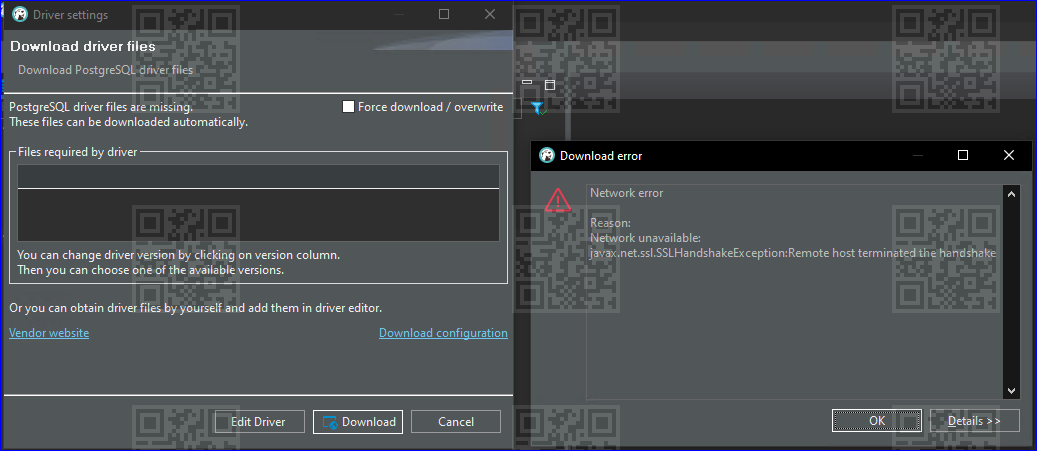 Driver settings
Download driver files
Download PostgreSQL driver files
PostgreSQL driver files are missing.
Force download / overwrite
These files can be downloaded automatically.
Files required by driver
You can change driver version by clicking on version column.
Then you can choose one of the available versions.
Or you can obtain driver files by yourself and add them in driver editor.
Vendor website
Download configuration
Edit Driver
Download
Cancel
Download error
Network error
Reason:
Network unavailable:
javax.net.ssl.SSLHandshakeException:Remote host terminated the handshake
OK
Details >>